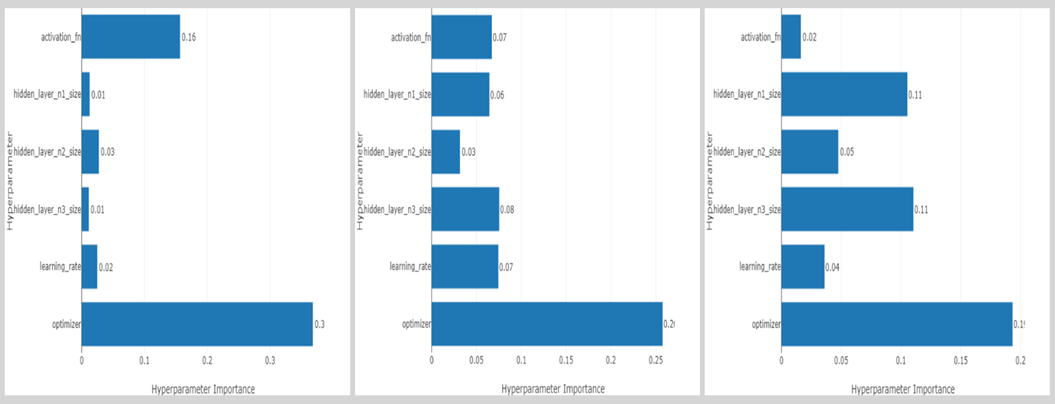 activation_fn
0.16
hidden_layer_n1_size
0.01
hidden_layer_n2_size
0.03
hidden_layer_n3_size
0.01
learning_rate
0.02
optimizer
0.3
0 0.1 0.2 0.3
Hyperparameter
Hyperparameter Importance
activation_fn
0.07
hidden_layer_n1_size
0.06
hidden_layer_n2_size
0.03
hidden_layer_n3_size
0.08
learning_rate
0.07
optimizer
0 0.05 0.1 0.15 0.2 0.25
Hyperparameter
Hyperparameter Importance
activation_fn
0.02
hidden_layer_n1_size
0.11
hidden_layer_n2_size
0.05
hidden_layer_n3_size
0.11
learning_rate
0.04
optimizer
0 0.05 0.1 0.15 0.2
Hyperparameter
Hyperparameter Importance